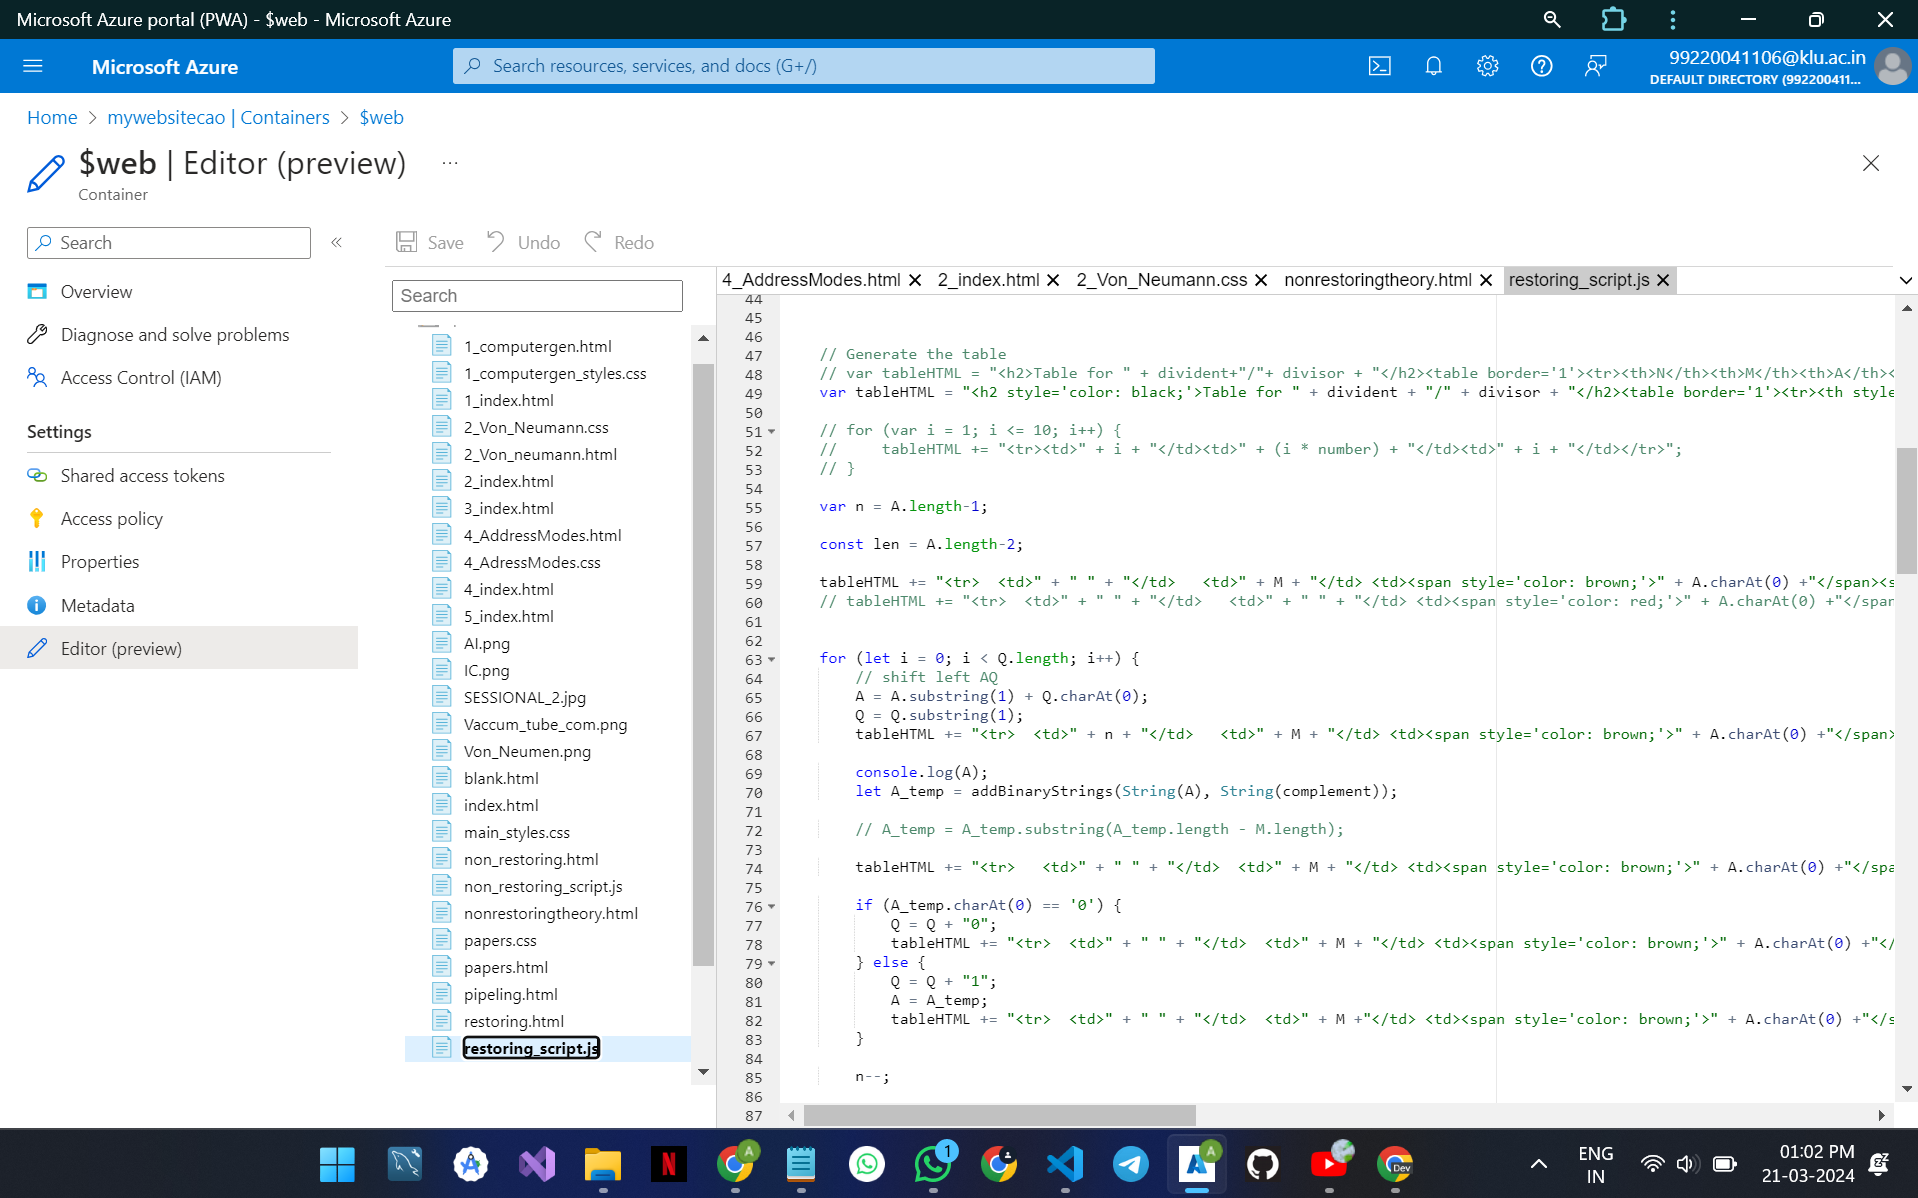 Microsoft Azure portal (PWA) - $web - Microsoft Azure
Microsoft Azure
Search resources, services, and docs (G+/)
99220041106@klu.ac.in
DEFAULT DIRECTORY (992200411...
Home > mywebsitecao | Containers > $web
$web | Editor (preview) ...
Container
Search
«
Overview
Diagnose and solve problems
Access Control (IAM)
Settings
Shared access tokens
Access policy
Properties
Metadata
Editor (preview)
Save Undo Redo
Search
1_computergen.html
1_computergen_styles.css
1_index.html
2_Von_Neumann.css
2_Von_neumann.html
2_index.html
3_index.html
4_AddressModes.html
4_AdressModes.css
4_index.html
5_index.html
AI.png
IC.png
SESSIONAL_2.jpg
Vaccum_tube_com.png
Von_Neumen.png
blank.html
index.html
main_styles.css
non_restoring.html
non_restoring_script.js
nonrestoringtheory.html
papers.css
papers.html
pipeling.html
restoring.html
restoring_script.js
4_AddressModes.html 2_index.html 2_Von_Neumann.css nonrestoringtheory.html restoring_script.js
44
45
46
47 // Generate the table
48 // var tableHTML = "<h2>Table for " + divident+"/"+ divisor + "</h2><table border='1'><tr><th>N</th><th>M</th><th>A</th><
49 var tableHTML = "<h2 style='color: black;'>Table for " + divident + "/" + divisor + "</h2><table border='1'><tr><th style
50
51 // for (var i = 1; i <= 10; i++) {
52 //     tableHTML += "<tr><td>" + i + "</td><td>" + (i * number) + "</td><td>" + i + "</td></tr>";
53 // }
54
55 var n = A.length-1;
56
57 const len = A.length-2;
58
59 tableHTML += "<tr>  <td>" + " " + "</td>   <td>" + M + "</td> <td><span style='color: brown;'>" + A.charAt(0) +"</span><s
60 // tableHTML += "<tr>  <td>" + " " + "</td>   <td>" + " " + "</td> <td><span style='color: red;'>" + A.charAt(0) +"</span
61
62
63 for (let i = 0; i < Q.length; i++) {
64 // shift left AQ
65 A = A.substring(1) + Q.charAt(0);
66 Q = Q.substring(1);
67 tableHTML += "<tr>  <td>" + n + "</td>   <td>" + M + "</td> <td><span style='color: brown;'>" + A.charAt(0) +"</span>
68
69 console.log(A);
70 let A_temp = addBinaryStrings(String(A), String(complement));
71
72 // A_temp = A_temp.substring(A_temp.length - M.length);
73
74 tableHTML += "<tr>   <td>" + " " + "</td>  <td>" + M + "</td> <td><span style='color: brown;'>" + A.charAt(0) +"</spa
75
76 if (A_temp.charAt(0) == '0') {
77 Q = Q + "0";
78 tableHTML += "<tr>  <td>" + " " + "</td>  <td>" + M + "</td> <td><span style='color: brown;'>" + A.charAt(0) +"</
79 } else {
80 Q = Q + "1";
81 A = A_temp;
82 tableHTML += "<tr>  <td>" + " " + "</td>  <td>" + M +"</td> <td><span style='color: brown;'>" + A.charAt(0) +"</s
83 }
84
85 n--;
86
87
A
N
1
A
Dev
ENG
IN
01:02 PM
21-03-2024